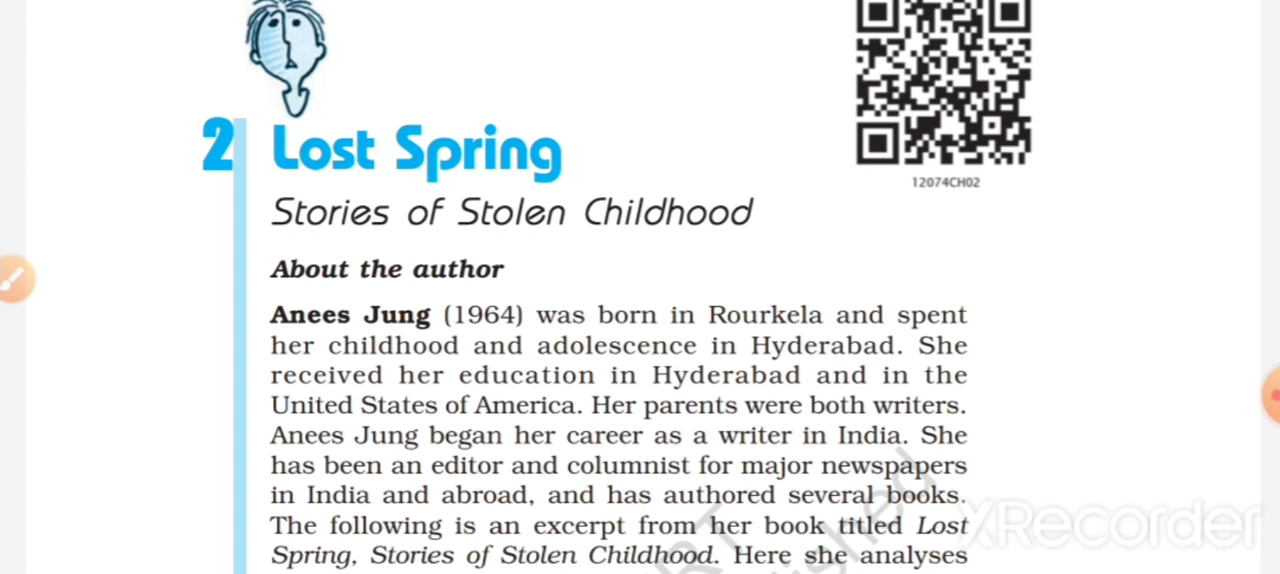 12074CH02
2 Lost Spring
Stories of Stolen Childhood
About the author
Anees Jung (1964) was born in Rourkela and spent
her childhood and adolescence in Hyderabad. She
received her education in Hyderabad and in the
United States of America. Her parents were both writers.
Anees Jung began her career as a writer in India. She
has been an editor and columnist for major newspapers
in India and abroad, and has authored several books.
The following is an excerpt from her book titled Lost
Spring, Stories of Stolen Childhood. Here she analyses
XRecorder